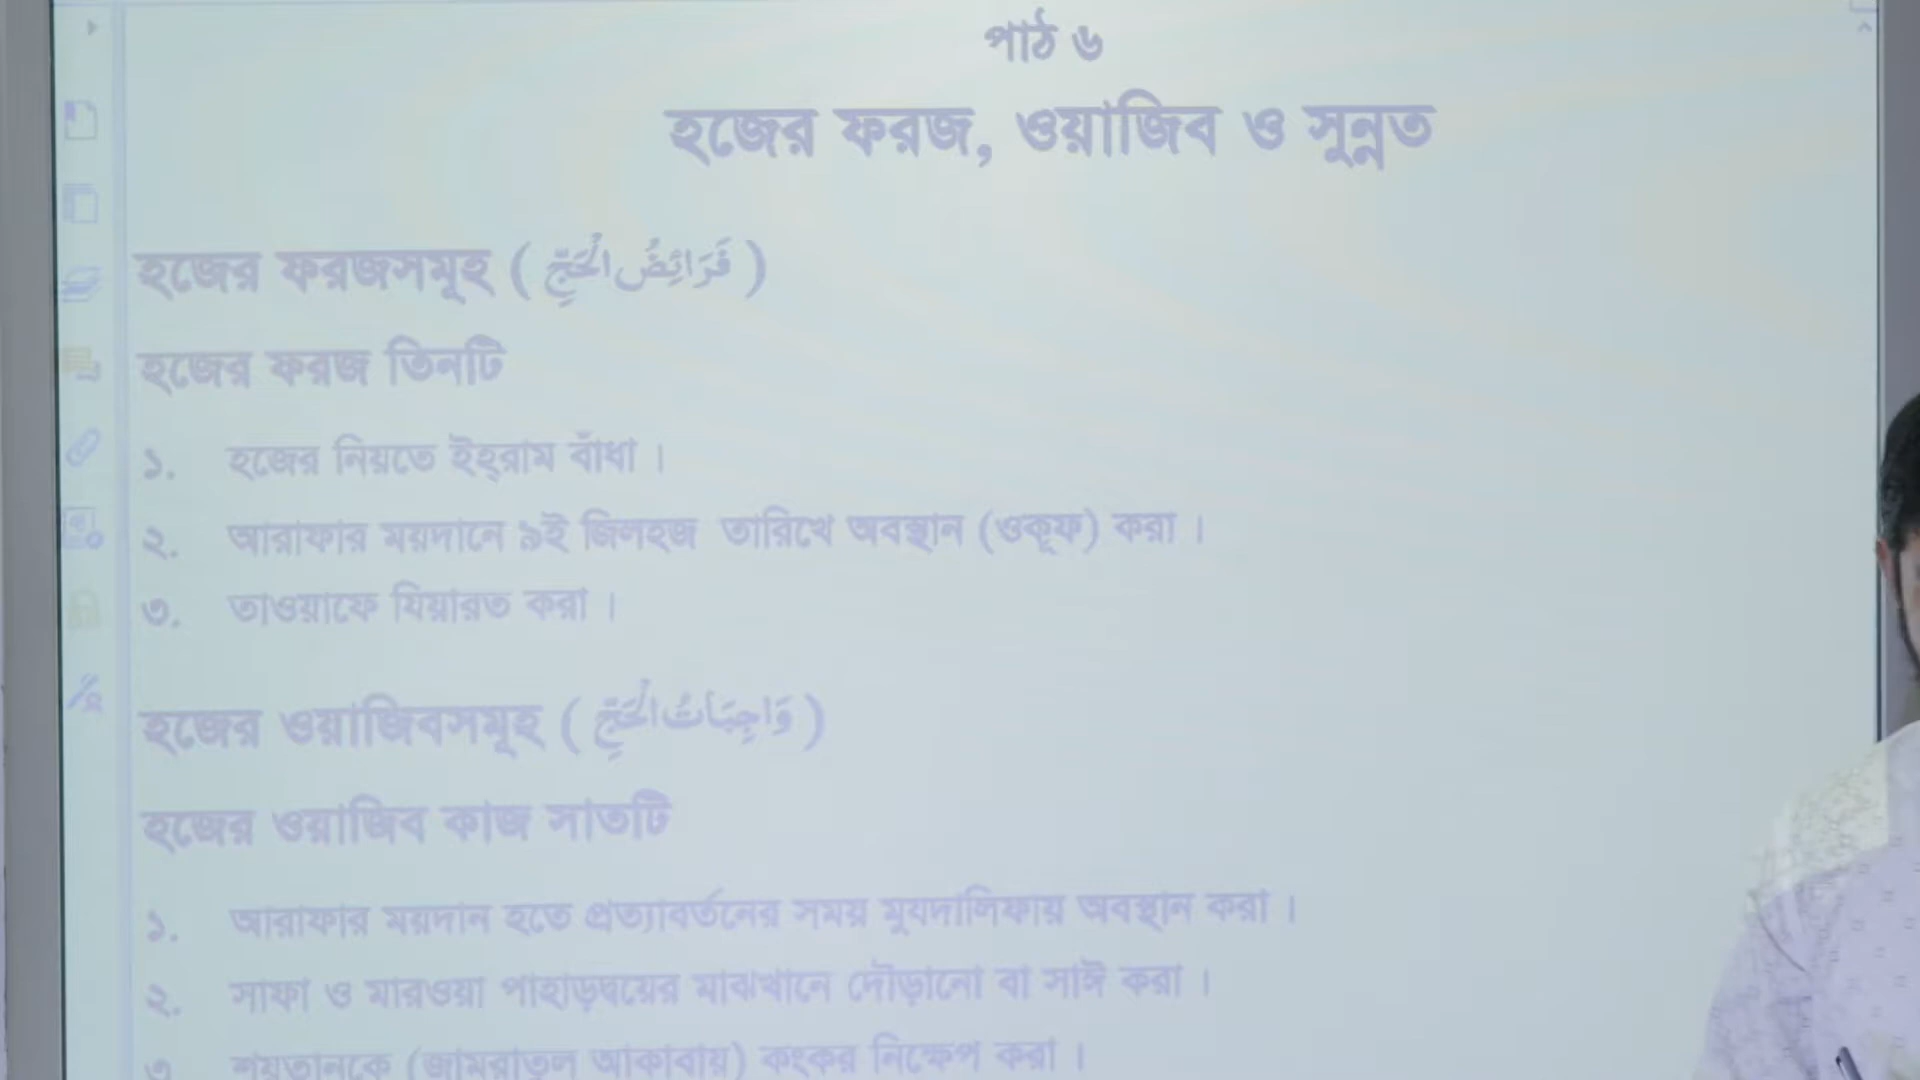 পাঠ ৬
হজের ফরজ, ওয়াজিব ও সুন্নত
হজের ফরজসমূহ (فَرَائِضُ الْحَجِّ)
হজের ফরজ তিনটি
১. হজের নিয়তে ইহ্‌রাম বাঁধা ।
২. আরাফার ময়দানে ৯ই জিলহজ তারিখে অবস্থান (ওকূফ) করা ।
৩. তাওয়াফে যিয়ারত করা ।
হজের ওয়াজিবসমূহ (وَاجِبَاتُ الْحَجِّ)
হজের ওয়াজিব কাজ সাতটি
১. আরাফার ময়দান হতে প্রত্যাবর্তনের সময় মুযদালিফায় অবস্থান করা ।
২. সাফা ও মারওয়া পাহাড়দ্বয়ের মাঝখানে দৌড়ানো বা সাঈ করা ।
৩ শয়তানকে (জামরাতুল আকাবায়) কংকর নিক্ষেপ করা ।